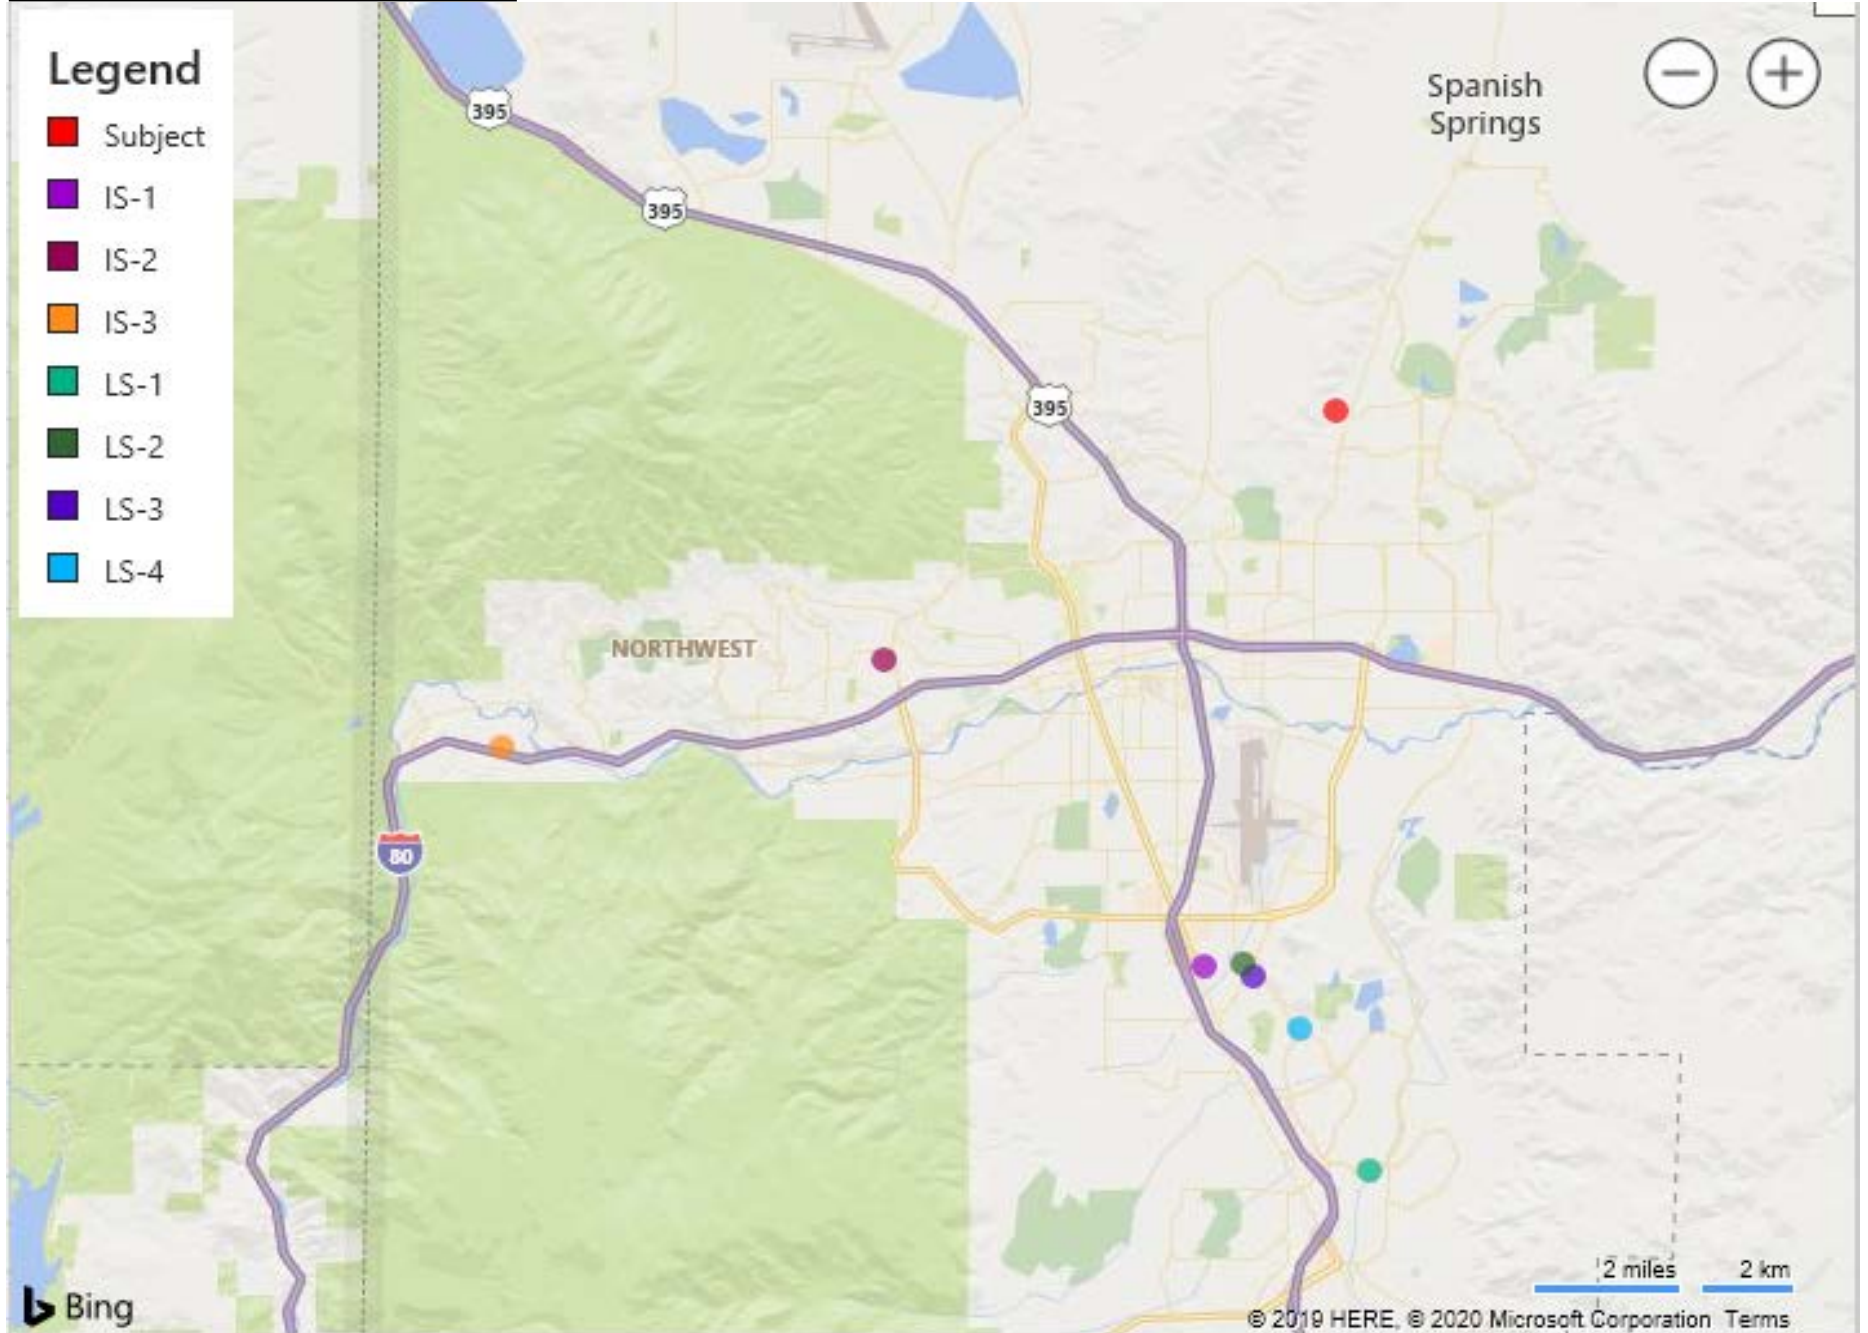 Legend
Subject
IS-1
IS-2
IS-3
LS-1
LS-2
LS-3
LS-4
395
395
Spanish
Springs
395
NORTHWEST
80
2 miles
2 km
Bing
© 2019 HERE, © 2020 Microsoft Corporation Terms